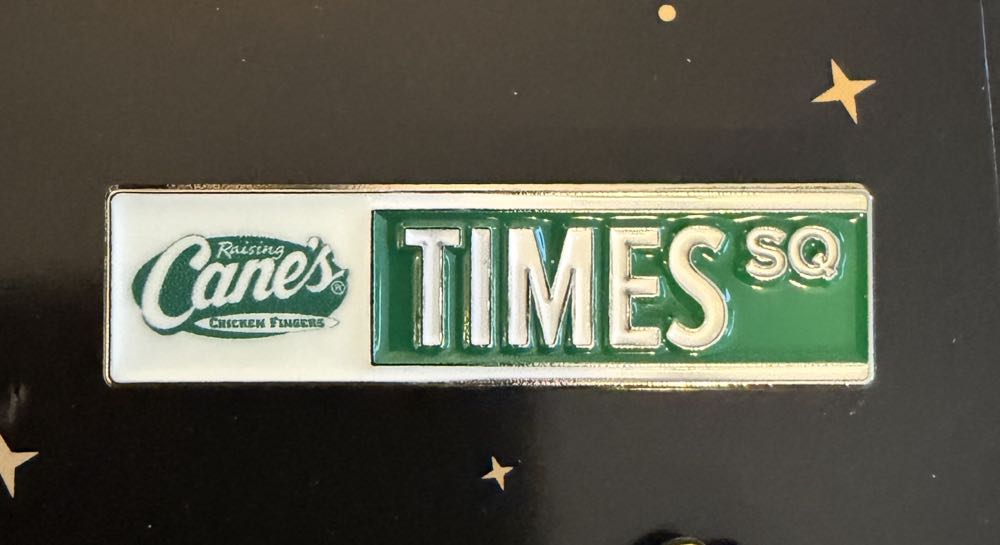 Raising
Cane's®
CHICKEN FINGERS
TIMES SQ